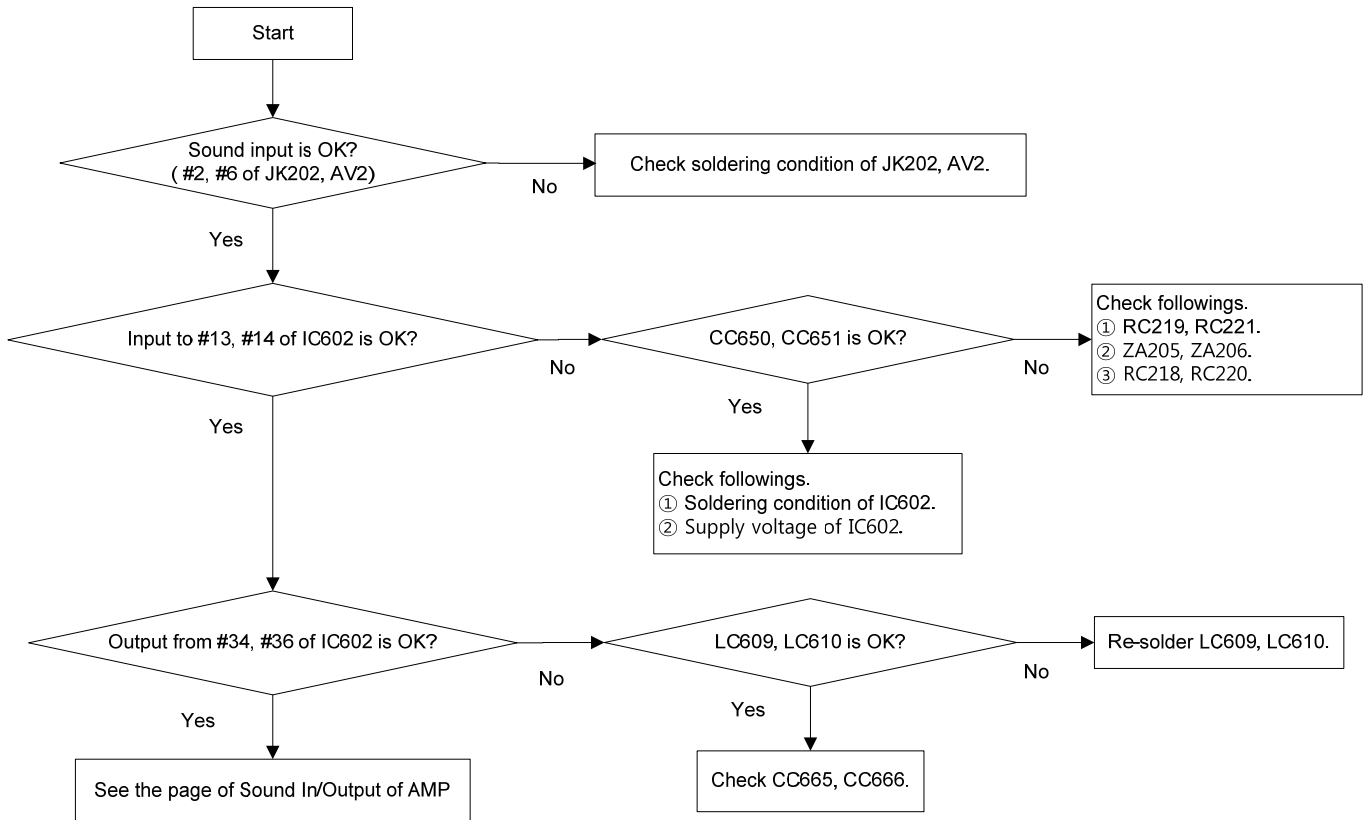 Start
Sound input is OK?
( #2, #6 of JK202, AV2)
No
Check soldering condition of JK202, AV2.
Yes
Input to #13, #14 of IC602 is OK?
No
CC650, CC651 is OK?
No
Check followings.
① RC219, RC221.
② ZA205, ZA206.
③ RC218, RC220.
Yes
Yes
Check followings.
① Soldering condition of IC602.
② Supply voltage of IC602.
Output from #34, #36 of IC602 is OK?
No
LC609, LC610 is OK?
No
Re-solder LC609, LC610.
Yes
Yes
See the page of Sound In/Output of AMP
Check CC665, CC666.